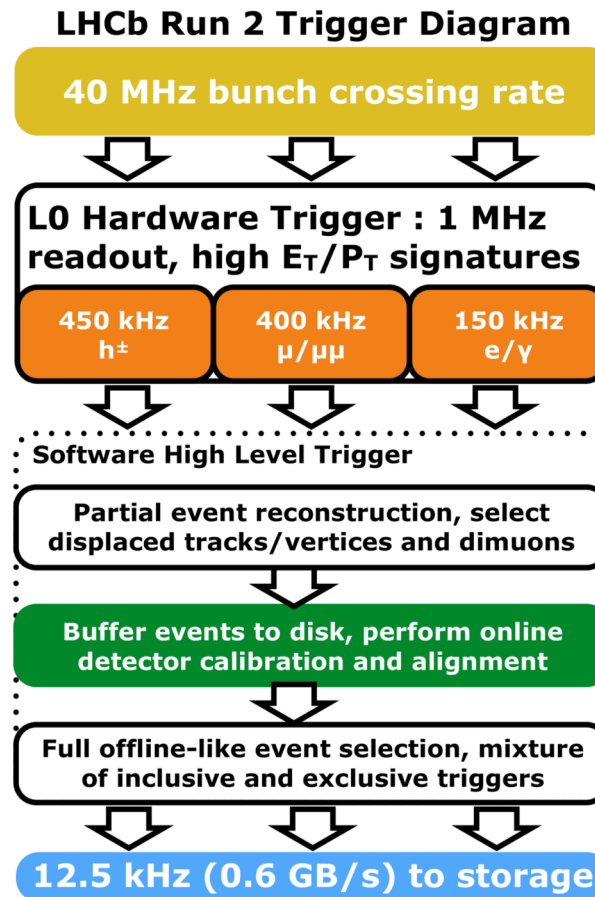 LHCb Run 2 Trigger Diagram
40 MHz bunch crossing rate
L0 Hardware Trigger : 1 MHz
readout, high E_T/P_T signatures
450 kHz
h±
400 kHz
μ/μμ
150 kHz
e/γ
Software High Level Trigger
Partial event reconstruction, select
displaced tracks/vertices and dimuons
Buffer events to disk, perform online
detector calibration and alignment
Full offline-like event selection, mixture
of inclusive and exclusive triggers
12.5 kHz (0.6 GB/s) to storage